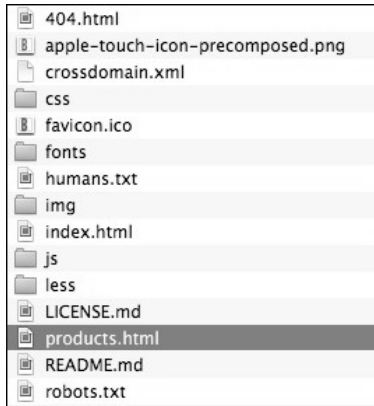 404.html
apple-touch-icon-precomposed.png
crossdomain.xml
css
favicon.ico
fonts
humans.txt
img
index.html
js
less
LICENSE.md
products.html
README.md
robots.txt